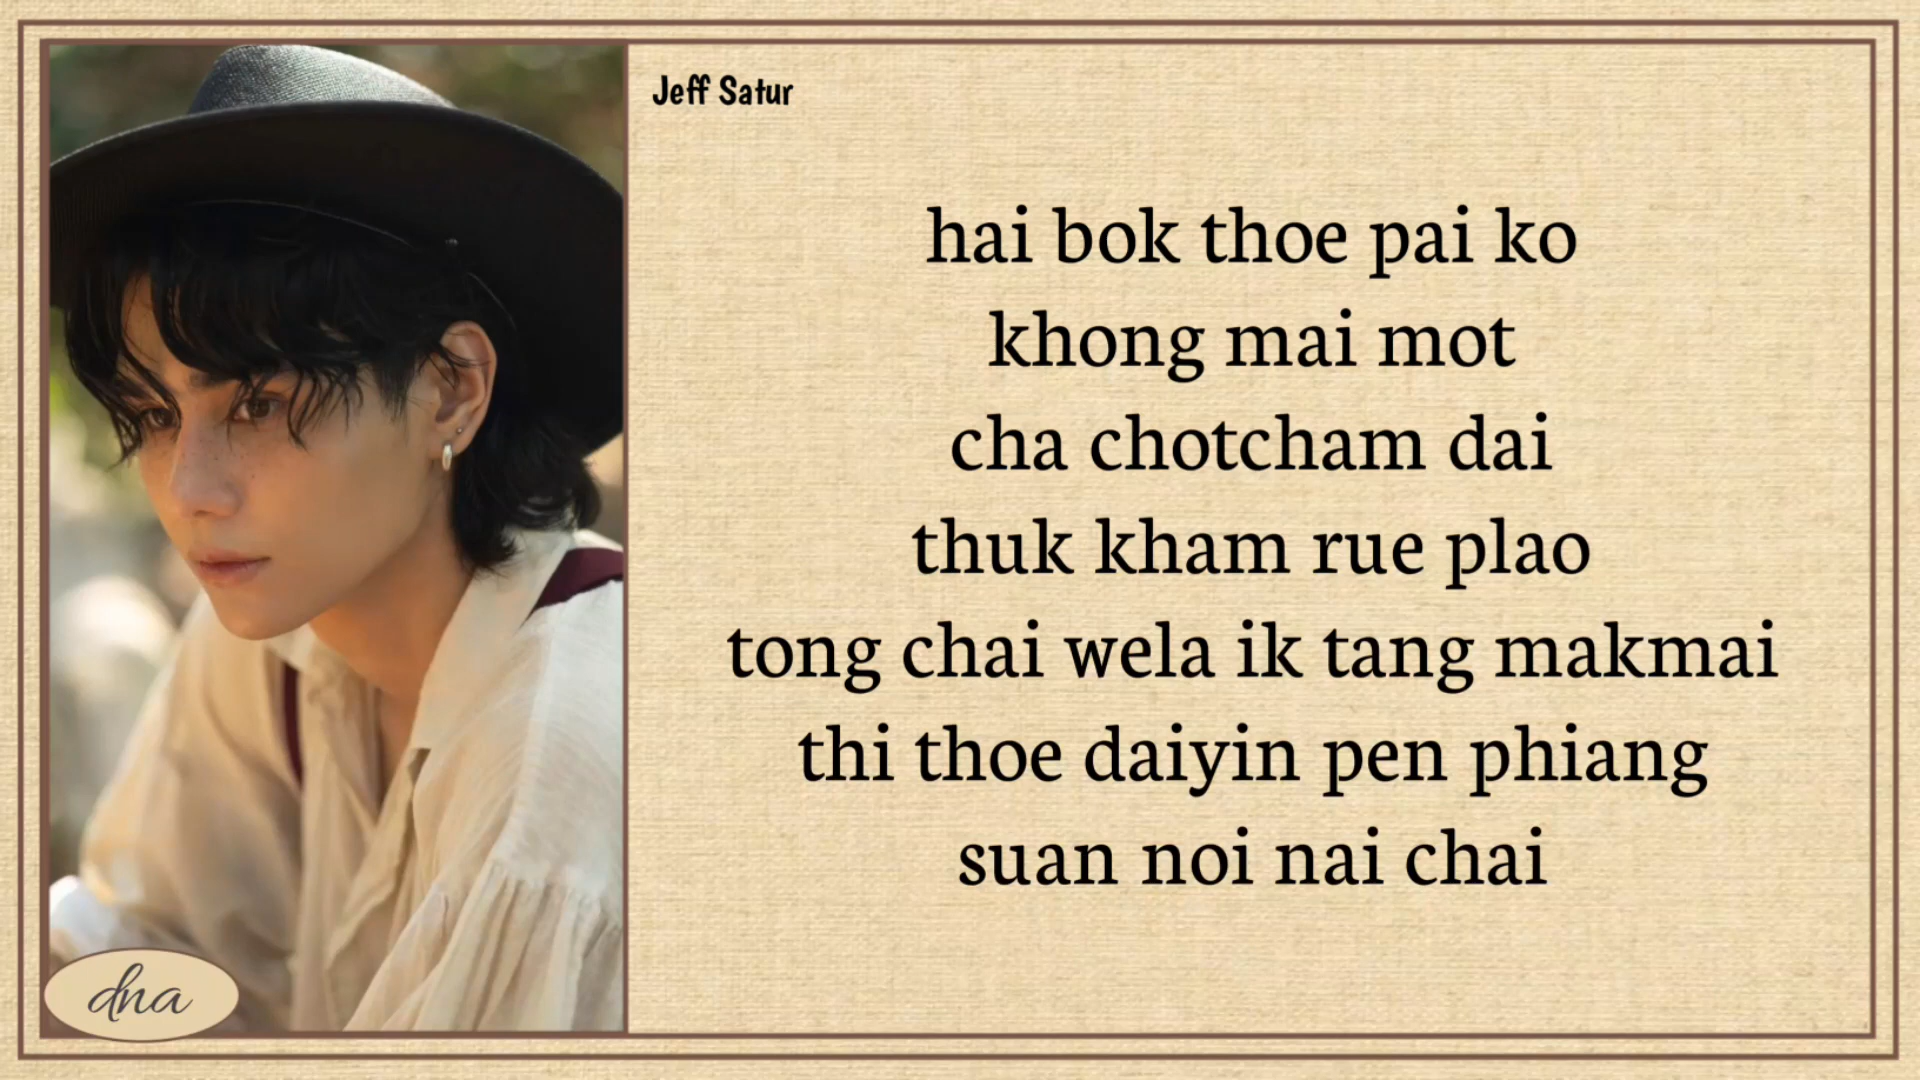 Jeff Satur
hai bok thoe pai ko
khong mai mot
cha chotcham dai
thuk kham rue plao
tong chai wela ik tang makmai
thi thoe daiyin pen phiang
suan noi nai chai
dna